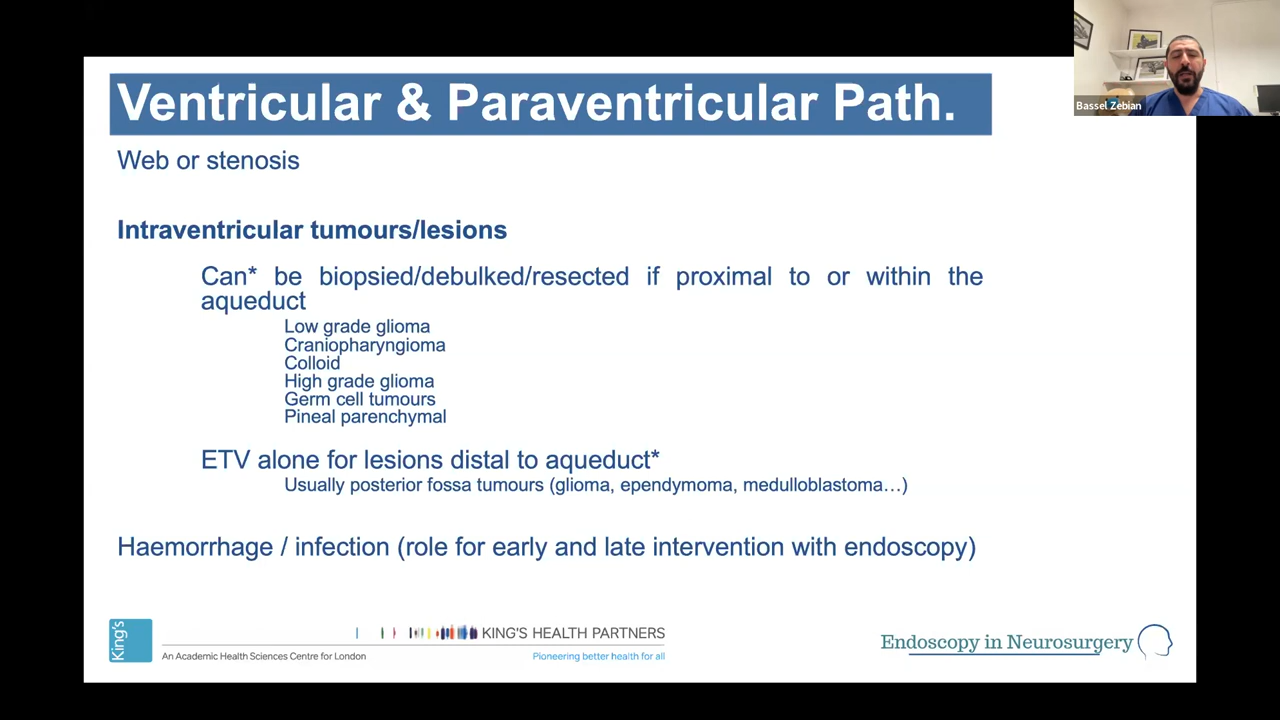 Ventricular & Paraventricular Path.
Bassel Zebian
Web or stenosis
Intraventricular tumours/lesions
Can* be biopsied/debulked/resected if proximal to or within the
aqueduct
Low grade glioma
Craniopharyngioma
Colloid
High grade glioma
Germ cell tumours
Pineal parenchymal
ETV alone for lesions distal to aqueduct*
Usually posterior fossa tumours (glioma, ependymoma, medulloblastoma…)
Haemorrhage / infection (role for early and late intervention with endoscopy)
King's
KING'S HEALTH PARTNERS
An Academic Health Sciences Centre for London
Pioneering better health for all
Endoscopy in Neurosurgery